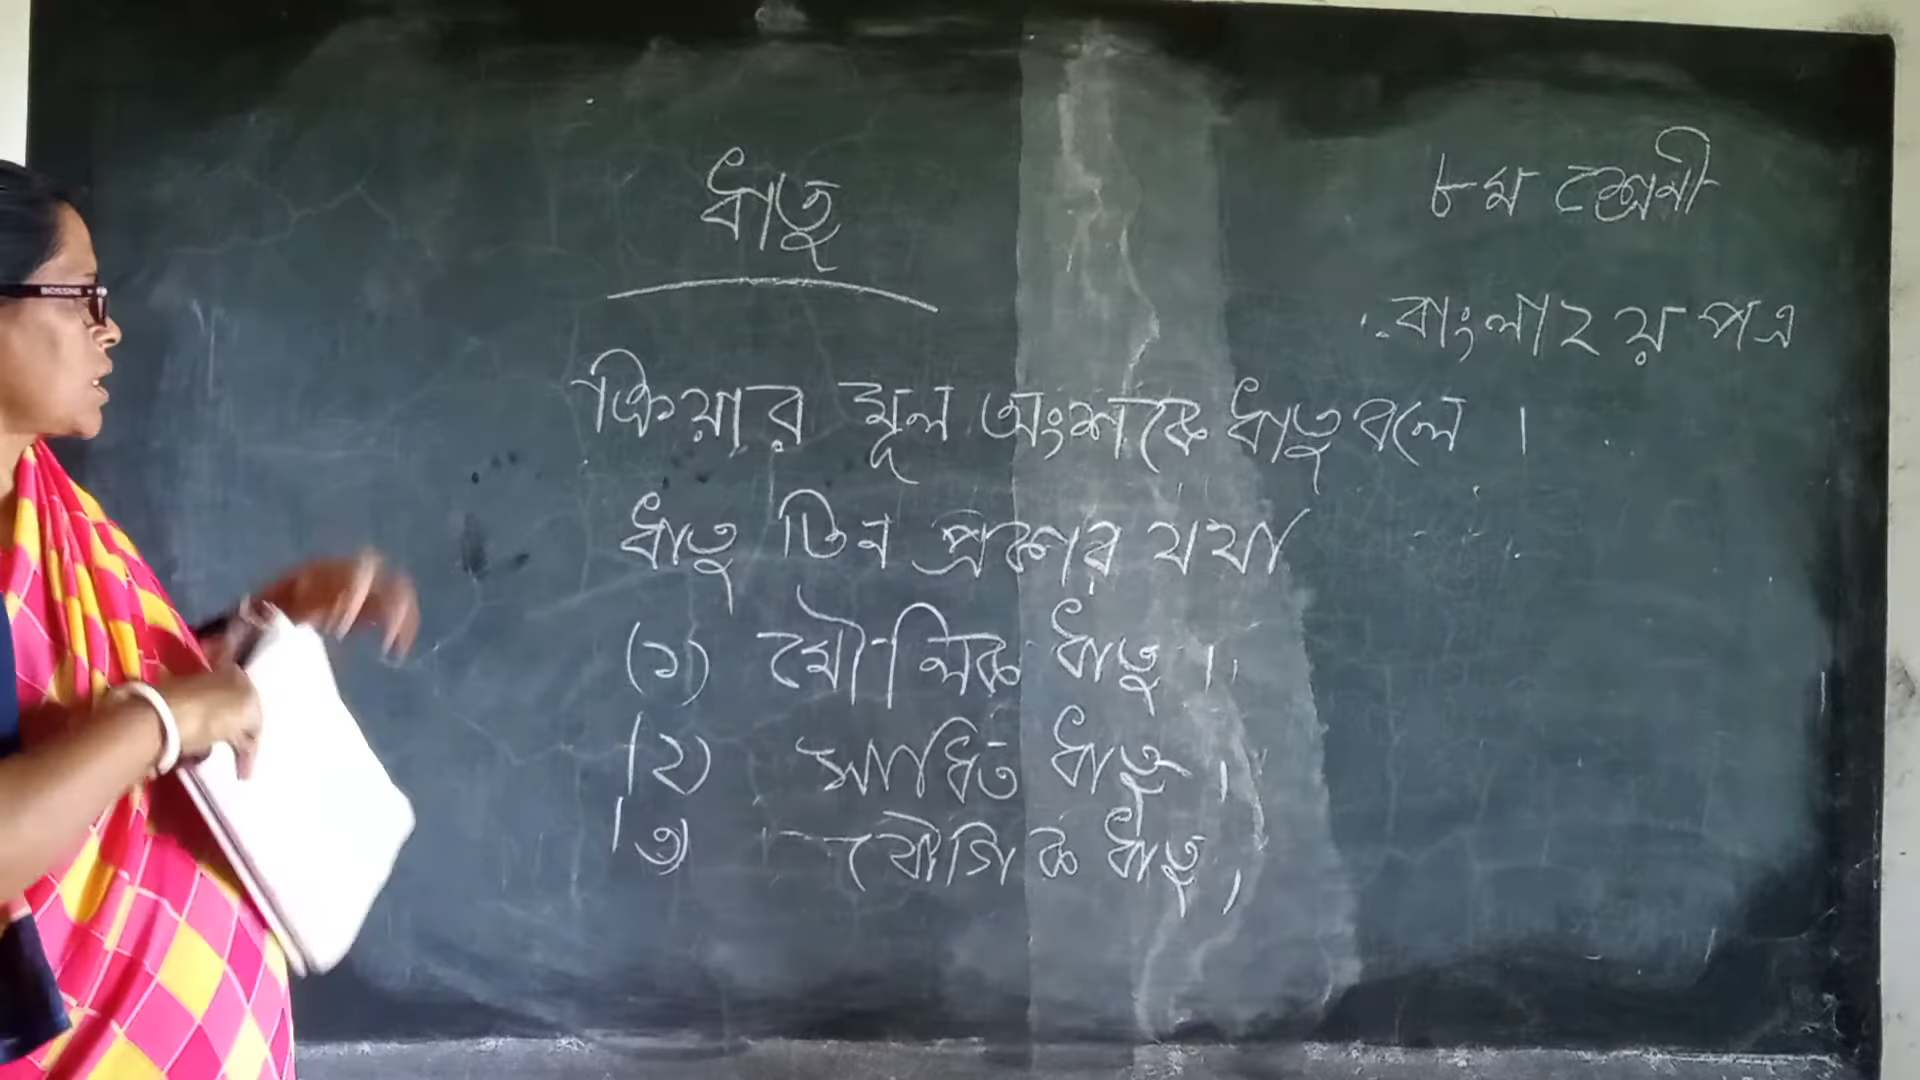 ধাতু
৮ম শ্রেনী
বাংলা ২য় পত্র
ক্রিয়ার মূল অংশকে ধাতু বলে ।
ধাতু তিন প্রকার যথা
(১) মৌলিক ধাতু ।
(২) সাধিত ধাতু ।
(৩) যৌগিক ধাতু ।